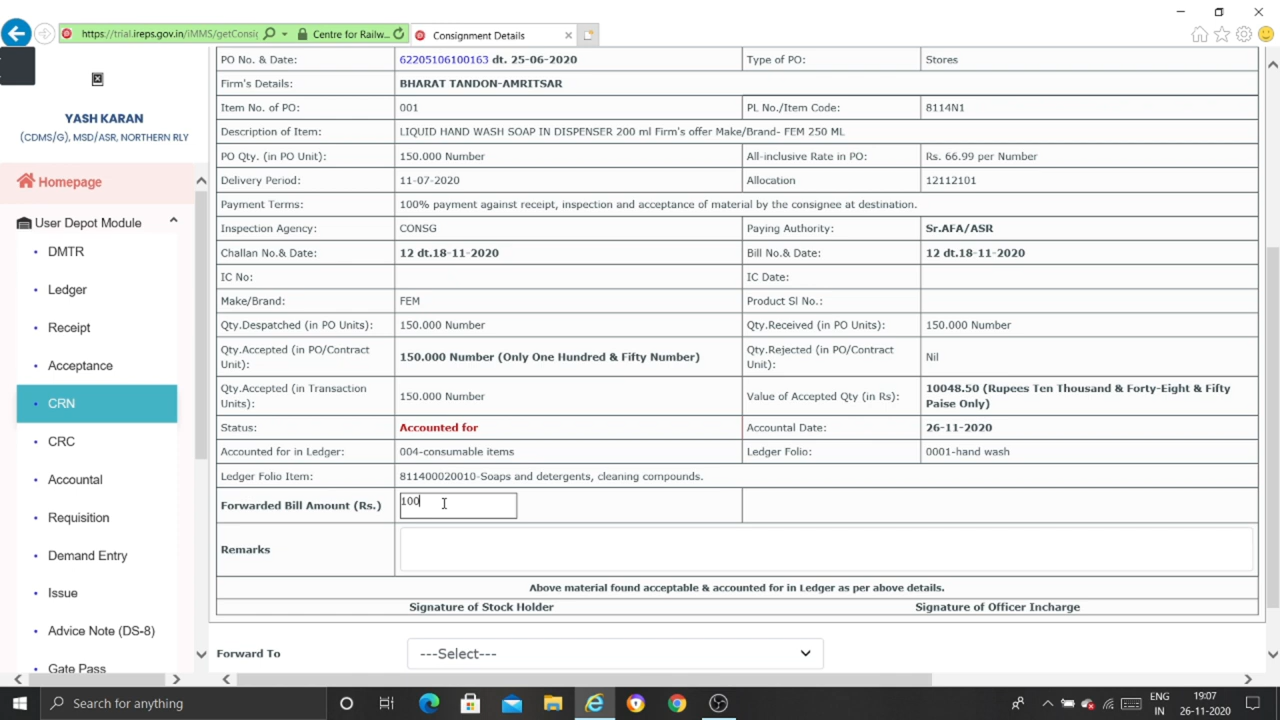 https://trial.ireps.gov.in/iMMS/getConsig
Centre for Railw...
Consignment Details
YASH KARAN
(CDMS/G), MSD/ASR, NORTHERN RLY
Homepage
User Depot Module
DMTR
Ledger
Receipt
Acceptance
CRN
CRC
Accountal
Requisition
Demand Entry
Issue
Advice Note (DS-8)
Gate Pass
PO No. & Date: 62205106100163 dt. 25-06-2020 Type of PO: Stores
Firm's Details: BHARAT TANDON-AMRITSAR
Item No. of PO: 001 PL No./Item Code: 8114N1
Description of Item: LIQUID HAND WASH SOAP IN DISPENSER 200 ml Firm's offer Make/Brand- FEM 250 ML
PO Qty. (in PO Unit): 150.000 Number All-inclusive Rate in PO: Rs. 66.99 per Number
Delivery Period: 11-07-2020 Allocation 12112101
Payment Terms: 100% payment against receipt, inspection and acceptance of material by the consignee at destination.
Inspection Agency: CONSG Paying Authority: Sr.AFA/ASR
Challan No.& Date: 12 dt.18-11-2020 Bill No.& Date: 12 dt.18-11-2020
IC No: IC Date:
Make/Brand: FEM Product Sl No.:
Qty.Despatched (in PO Units): 150.000 Number Qty.Received (in PO Units): 150.000 Number
Qty.Accepted (in PO/Contract Unit): 150.000 Number (Only One Hundred & Fifty Number) Qty.Rejected (in PO/Contract Unit): Nil
Qty.Accepted (in Transaction Units): 150.000 Number Value of Accepted Qty (in Rs): 10048.50 (Rupees Ten Thousand & Forty-Eight & Fifty Paise Only)
Status: Accounted for Accountal Date: 26-11-2020
Accounted for in Ledger: 004-consumable items Ledger Folio: 0001-hand wash
Ledger Folio Item: 811400020010-Soaps and detergents, cleaning compounds.
Forwarded Bill Amount (Rs.) 100
Remarks
Above material found acceptable & accounted for in Ledger as per above details.
Signature of Stock Holder Signature of Officer Incharge
Forward To ---Select---
Type here to search
ENG
IN
19:07
26-11-2020